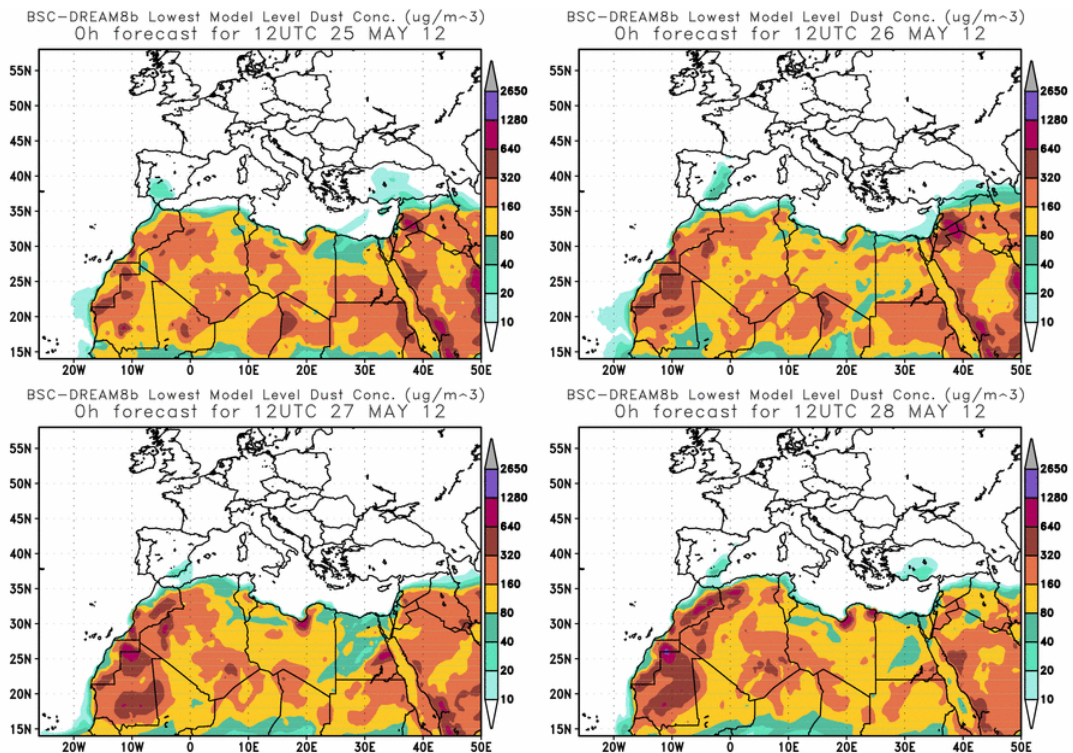 BSC-DREAM8b Lowest Model Level Dust Conc. (ug/m^3)
0h forecast for 12UTC 25 MAY 12
55N
50N
45N
40N
35N
30N
25N
20N
15N
20W
10W
0
10E
20E
30E
40E
50E
2650
1280
640
320
160
80
40
20
10
BSC-DREAM8b Lowest Model Level Dust Conc. (ug/m^3)
0h forecast for 12UTC 26 MAY 12
55N
50N
45N
40N
35N
30N
25N
20N
15N
20W
10W
0
10E
20E
30E
40E
50E
2650
1280
640
320
160
80
40
20
10
BSC-DREAM8b Lowest Model Level Dust Conc. (ug/m^3)
0h forecast for 12UTC 27 MAY 12
55N
50N
45N
40N
35N
30N
25N
20N
15N
20W
10W
0
10E
20E
30E
40E
50E
2650
1280
640
320
160
80
40
20
10
BSC-DREAM8b Lowest Model Level Dust Conc. (ug/m^3)
0h forecast for 12UTC 28 MAY 12
55N
50N
45N
40N
35N
30N
25N
20N
15N
20W
10W
0
10E
20E
30E
40E
50E
2650
1280
640
320
160
80
40
20
10